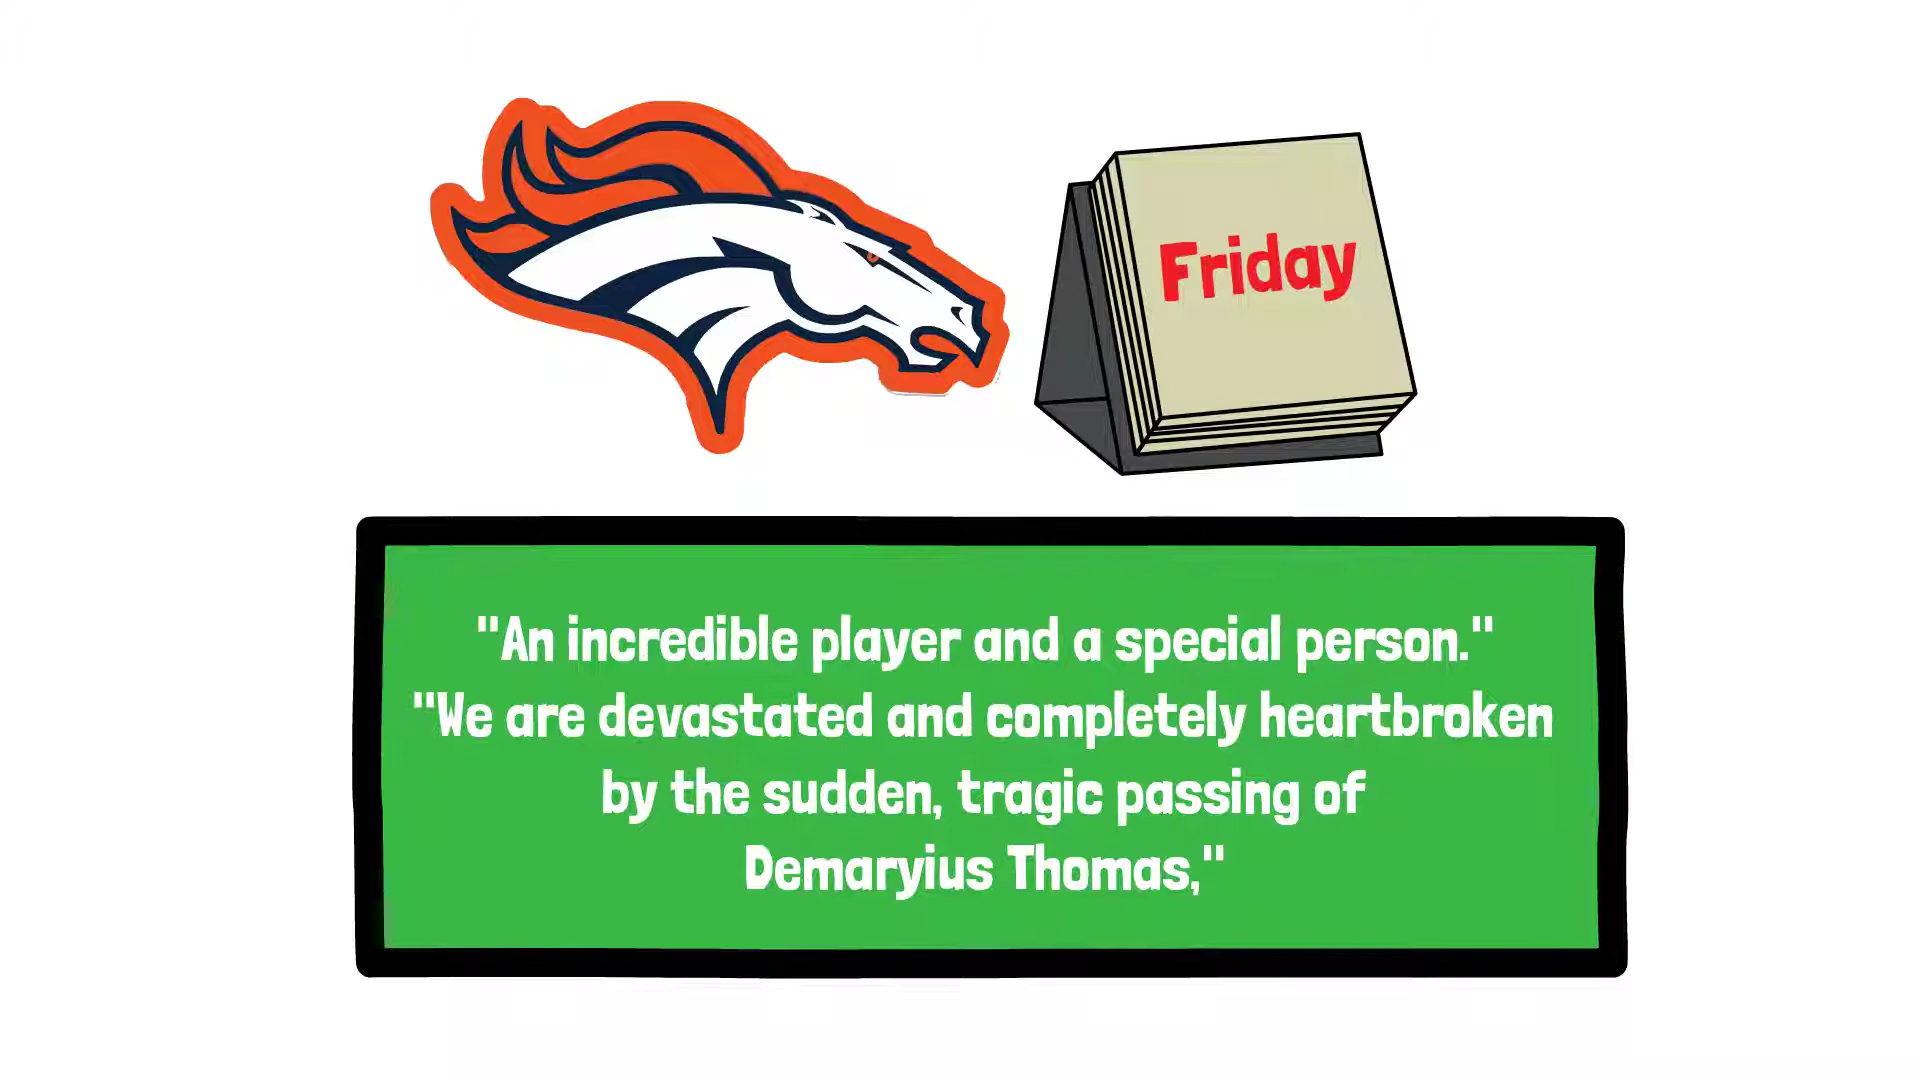 Friday
"An incredible player and a special person."
"We are devastated and completely heartbroken
by the sudden, tragic passing of
Demaryius Thomas,"